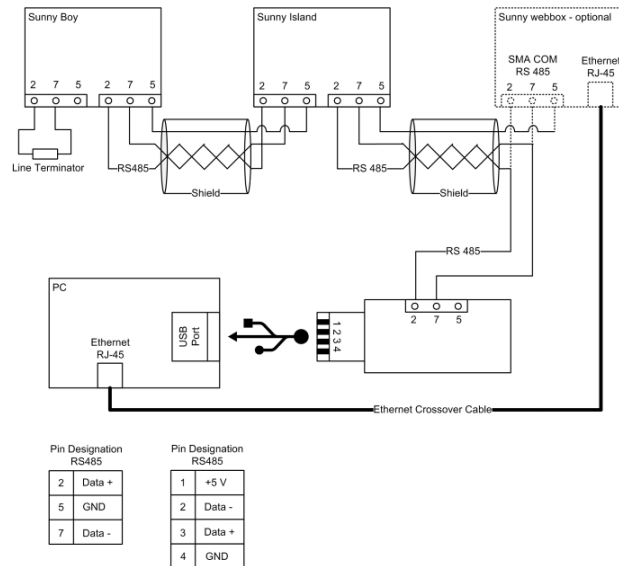 Sunny Boy
Sunny Island
Sunny webbox - optional
SMA COM
RS 485
Ethernet
RJ-45
2 7 5
2 7 5
2 7 5
2 7 5
2 7 5
Line Terminator
RS485
Shield
RS 485
Shield
RS 485
PC
Ethernet
RJ-45
USB
Port
1
2
3
4
2 7 5
Ethernet Crossover Cable
Pin Designation
RS485
2 Data +
5 GND
7 Data -
Pin Designation
RS485
1 +5 V
2 Data -
3 Data +
4 GND